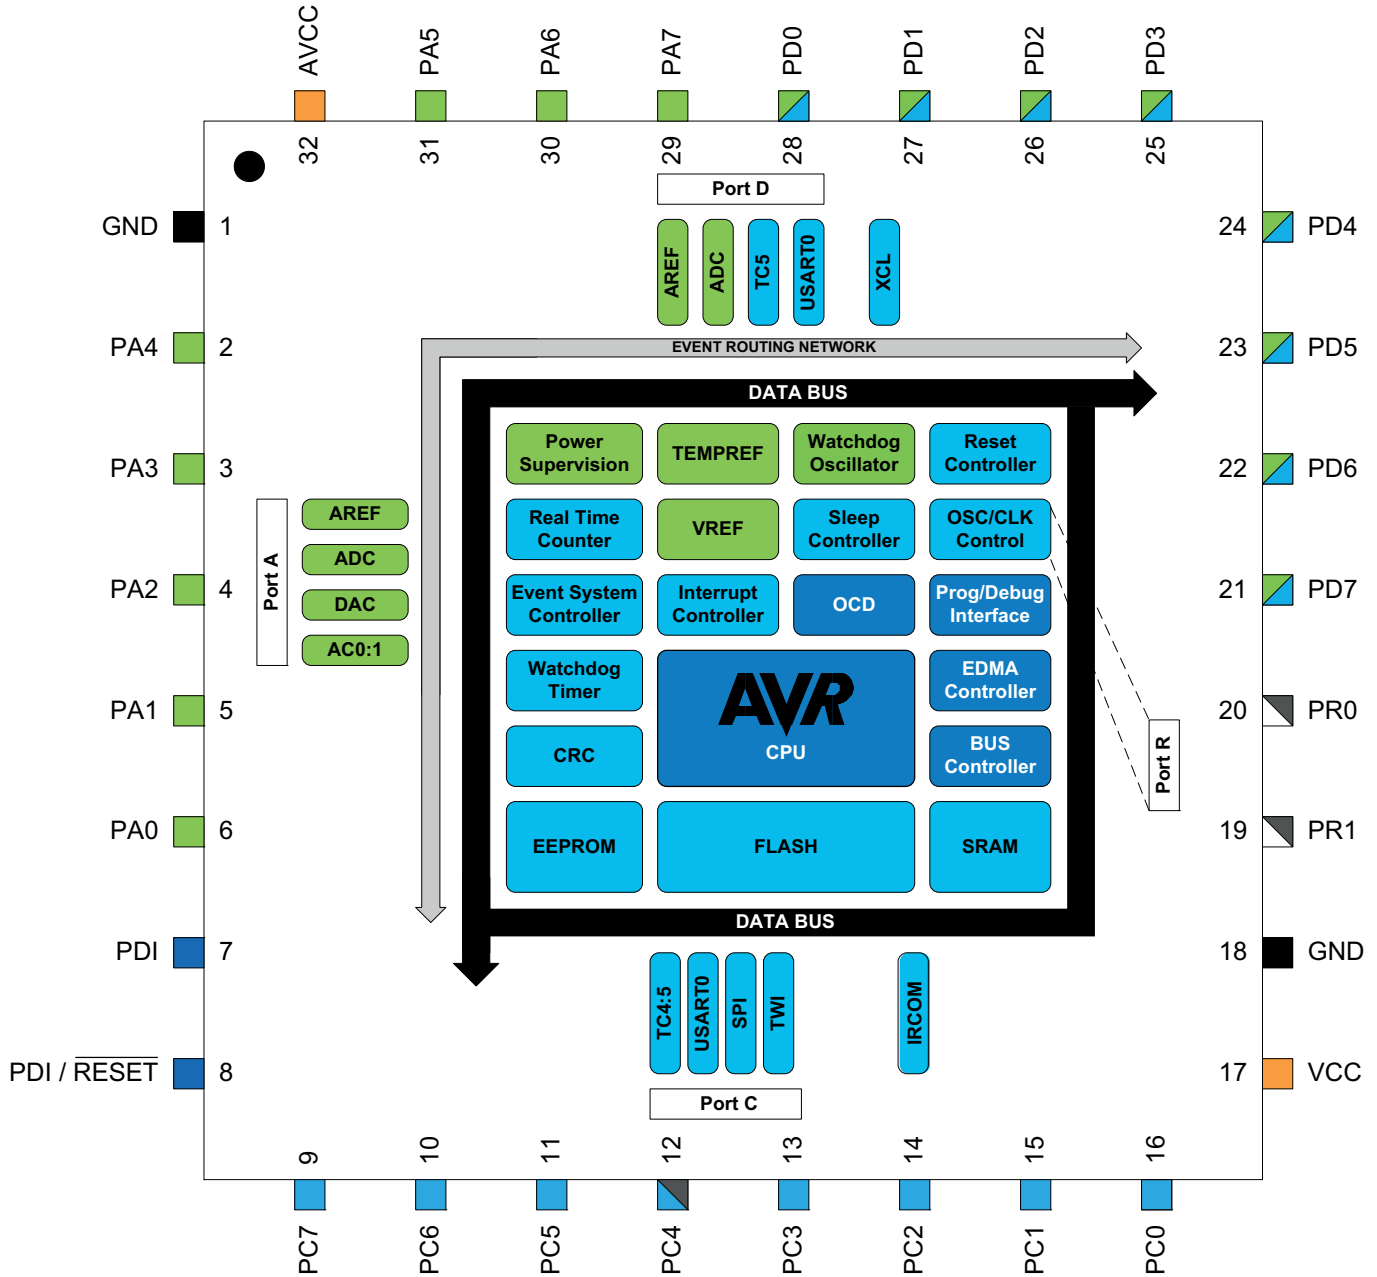 AVCC
PA5
PA6
PA7
PD0
PD1
PD2
PD3
32
31
30
29
28
27
26
25
Port D
GND
1
24
PD4
AREF
ADC
TC5
USART0
XCL
PA4
2
EVENT ROUTING NETWORK
23
PD5
DATA BUS
PA3
3
Power
Supervision
TEMPREF
Watchdog
Oscillator
Reset
Controller
22
PD6
Port A
AREF
ADC
DAC
AC0:1
Real Time
Counter
VREF
Sleep
Controller
OSC/CLK
Control
PA2
4
Event System
Controller
Interrupt
Controller
OCD
Prog/Debug
Interface
21
PD7
Watchdog
Timer
AVR
CPU
EDMA
Controller
PA1
5
20
PR0
CRC
BUS
Controller
Port R
PA0
6
EEPROM
FLASH
SRAM
19
PR1
DATA BUS
PDI
7
18
GND
TC4:5
USART0
SPI
TWI
IRCOM
PDI / RESET
8
17
VCC
Port C
9
10
11
12
13
14
15
16
PC7
PC6
PC5
PC4
PC3
PC2
PC1
PC0